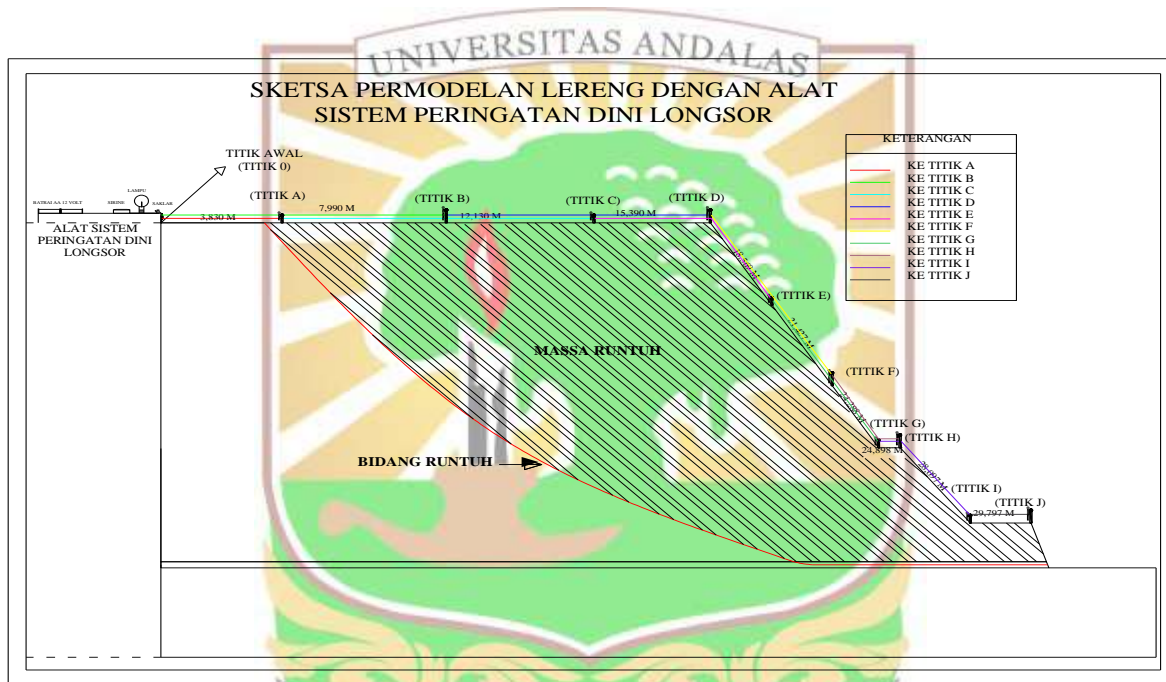 UNIVERSITAS ANDALAS
SKETSA PERMODELAN LERENG DENGAN ALAT
SISTEM PERINGATAN DINI LONGSOR
KETERANGAN
KE TITIK A
KE TITIK B
KE TITIK C
KE TITIK D
KE TITIK E
KE TITIK F
KE TITIK G
KE TITIK H
KE TITIK I
KE TITIK J
TITIK AWAL
(TITIK 0)
BATRAI AA 12 VOLT
SIRINE
LAMPU
SAKLAR
ALAT SISTEM
PERINGATAN DINI
LONGSOR
(TITIK A)
(TITIK B)
(TITIK C)
(TITIK D)
3,830 M
7,990 M
12,130 M
15,390 M
(TITIK E)
(TITIK F)
(TITIK G)
(TITIK H)
24,898 M
28,097 M
(TITIK I)
(TITIK J)
29,797 M
MASSA RUNTUH
BIDANG RUNTUH